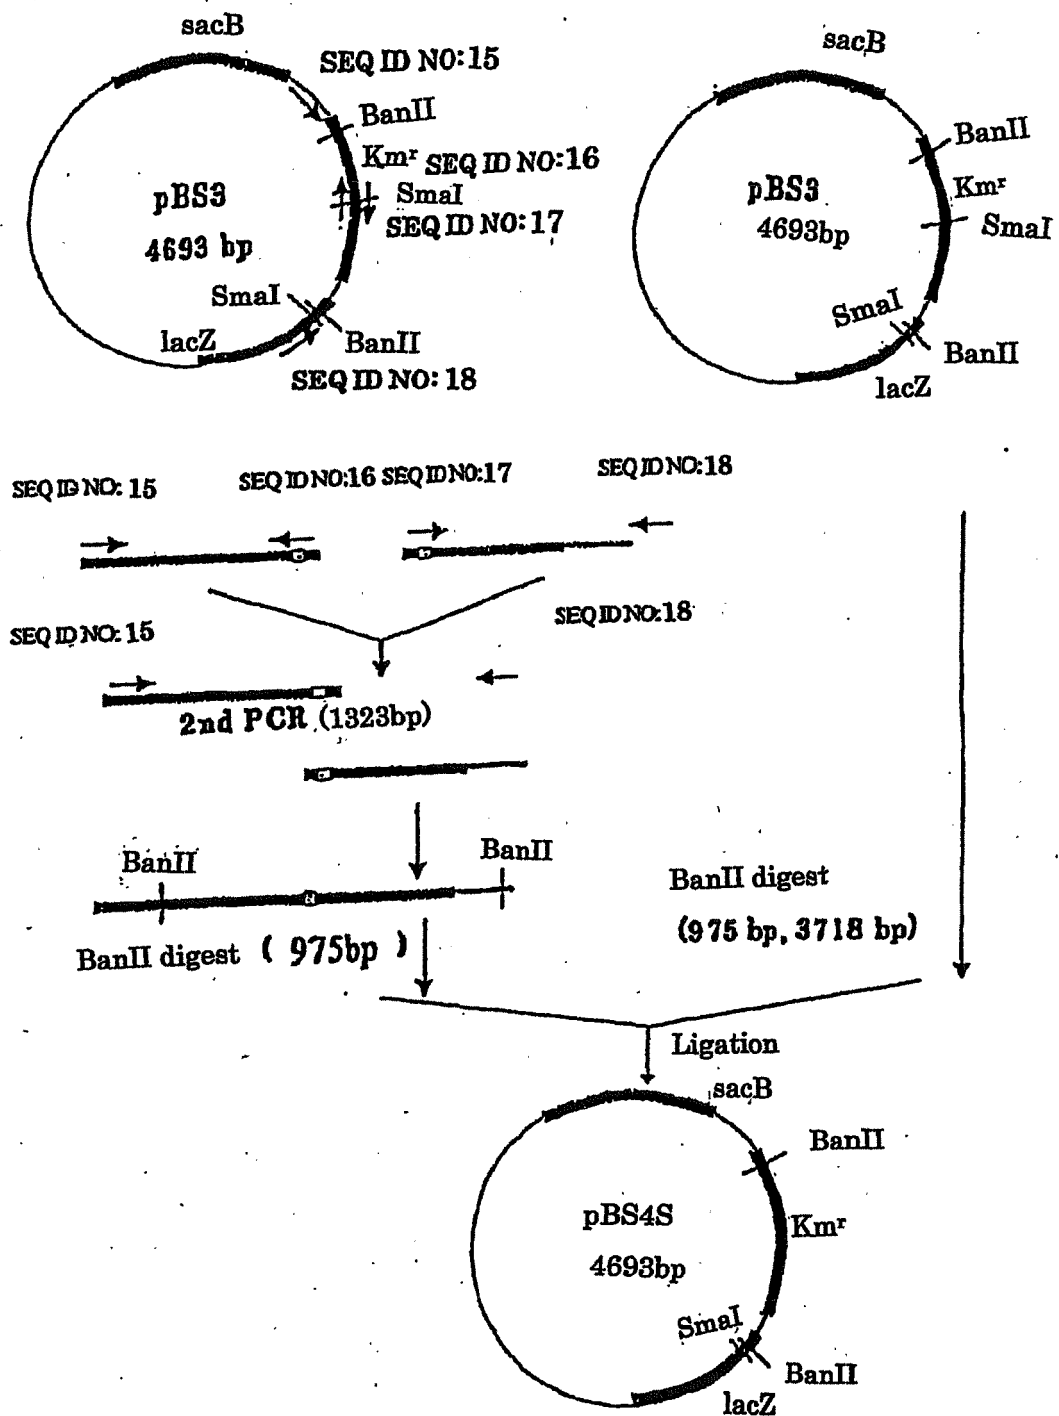 sacB
SEQ ID NO:15
BanII
Kmr SEQ ID NO:16
SmaI
SEQ ID NO:17
pBS3
4693 bp
SmaI
lacZ
BanII
SEQ ID NO: 18
sacB
BanII
Kmr
SmaI
pBS3
4693bp
SmaI
BanII
lacZ
SEQ ID NO: 15
SEQ ID NO:16
SEQ ID NO:17
SEQ ID NO:18
SEQ ID NO: 15
SEQ ID NO:18
2nd PCR (1323bp)
BanII
BanII
BanII digest ( 975bp )
BanII digest
(975 bp, 3718 bp)
Ligation
sacB
BanII
Kmr
pBS4S
4693bp
SmaI
BanII
lacZ